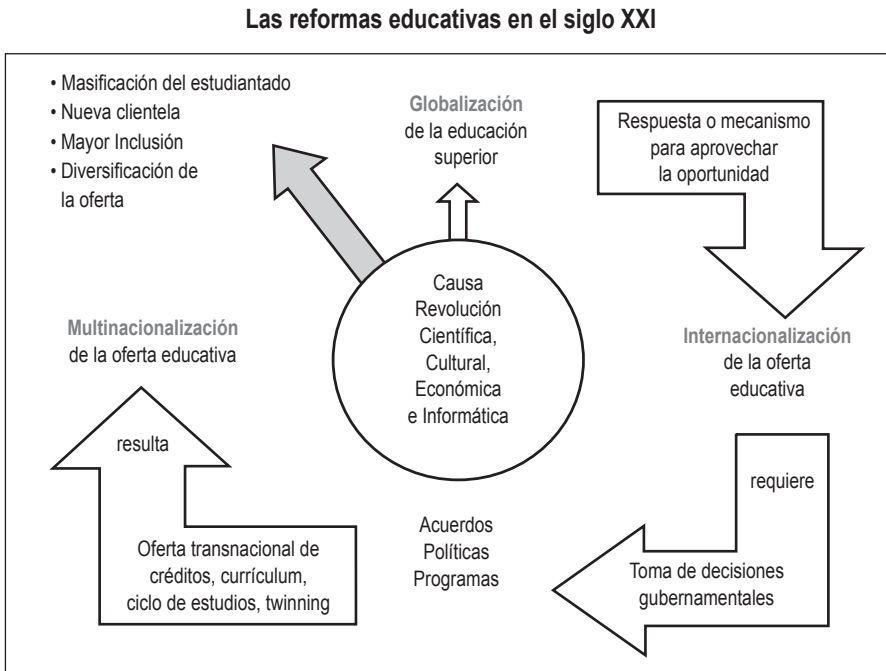 Las reformas educativas en el siglo XXI
• Masificación del estudiantado
• Nueva clientela
• Mayor Inclusión
• Diversificación de
la oferta
Globalización
de la educación
superior
Respuesta o mecanismo
para aprovechar
la oportunidad
Causa
Revolución
Científica,
Cultural,
Económica
e Informática
Multinacionalización
de la oferta educativa
Internacionalización
de la oferta
educativa
resulta
requiere
Oferta transnacional de
créditos, currículum,
ciclo de estudios, twinning
Acuerdos
Políticas
Programas
Toma de decisiones
gubernamentales